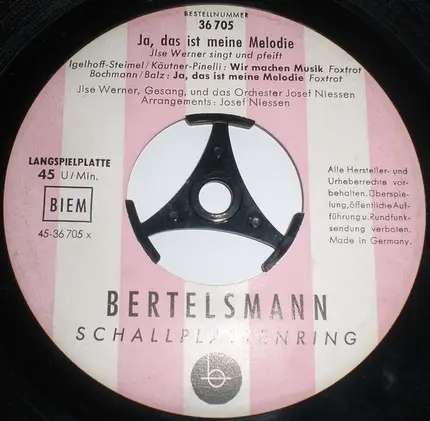 BESTELLNUMMER
36 705
Ja, das ist meine Melodie
Jlse Werner singt und pfeift
Igelhoff-Steimel/Käutner-Pinelli: Wir machen Musik Foxtrot
Bochmann/Balz: Ja, das ist meine Melodie Foxtrot
Jlse Werner, Gesang, und das Orchester Josef Niessen
Arrangements: Josef Niessen
LANGSPIELPLATTE
45 U/Min.
BIEM
45-36 705 x
Alle Hersteller- und
Urheberrechte vor-
behalten. Überspie-
lung, öffentliche Auf-
führung u. Rundfunk-
sendung verboten.
Made in Germany.
BERTELSMANN
SCHALLPLATTENRING
b